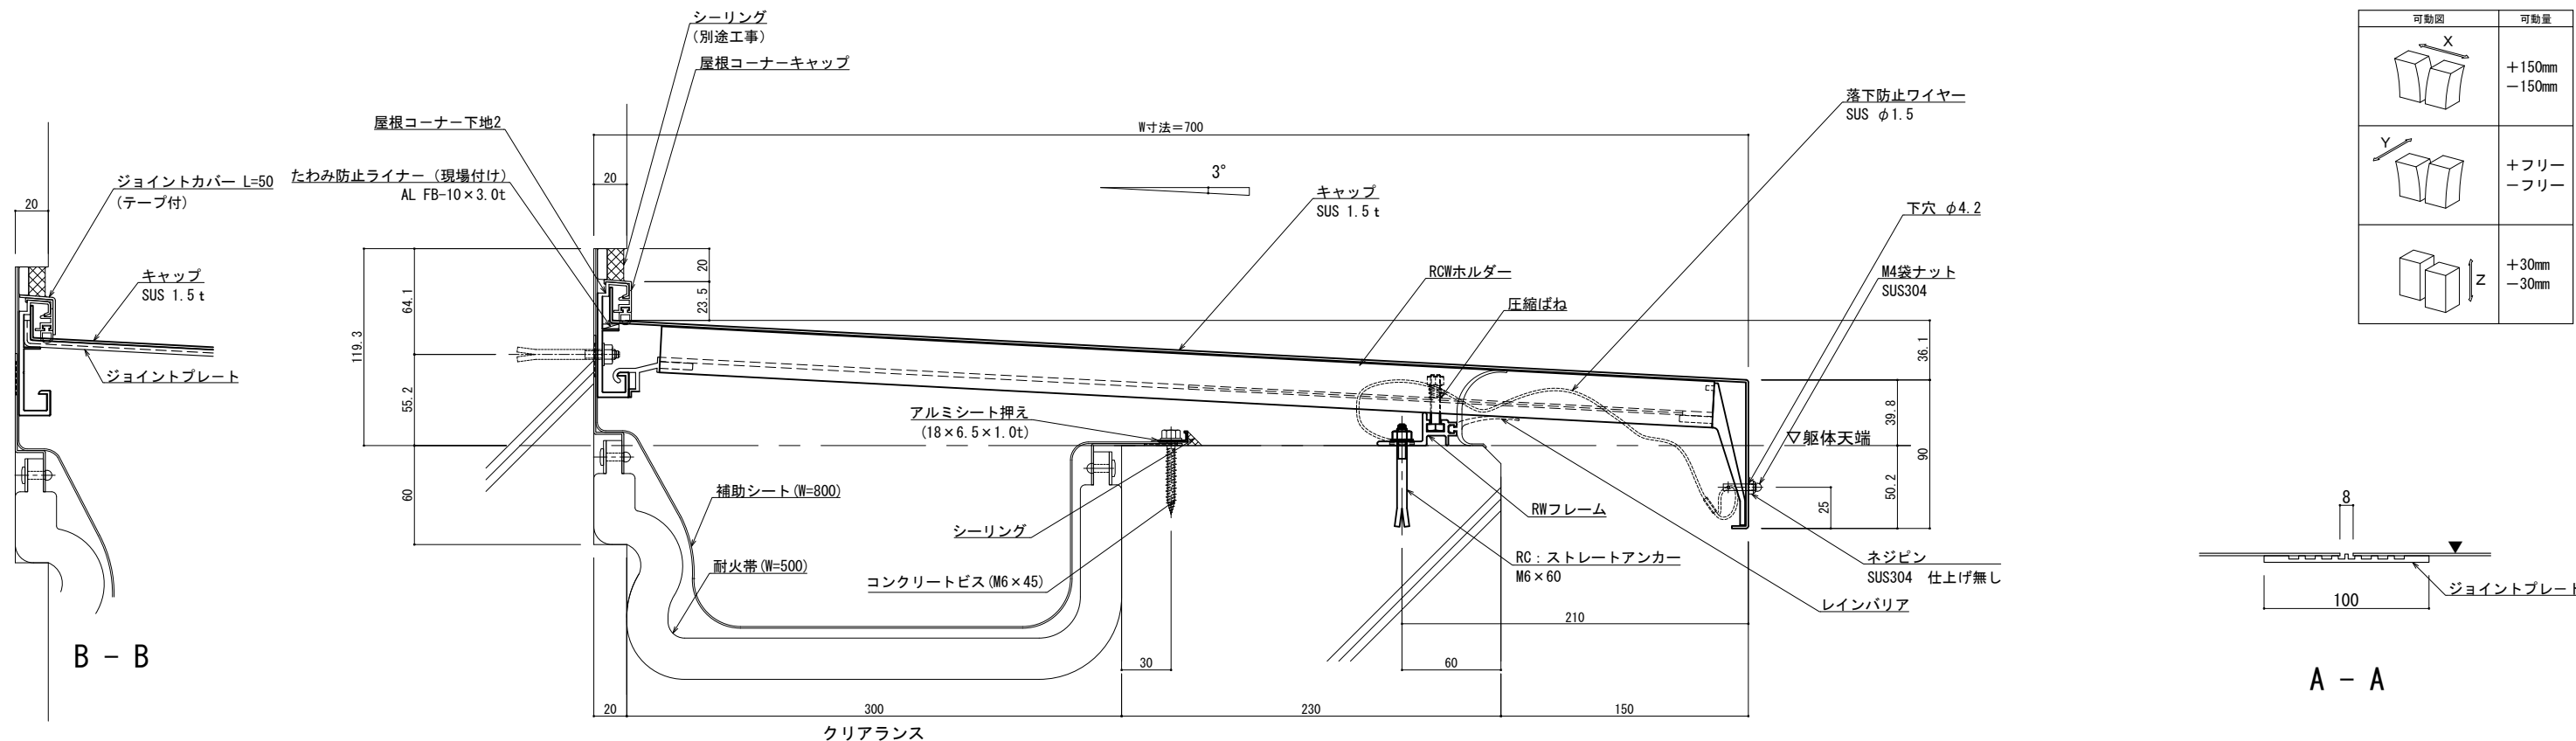 シーリング
(別途工事)
屋根コーナーキャップ
屋根コーナー下地2
たわみ防止ライナー (現場付け)
AL FB-10×3.0t
ジョイントカバー L=50
(テープ付)
20
キャップ
SUS 1.5t
ジョイントプレート
B - B
W寸法=700
20
3°
キャップ
SUS 1.5t
落下防止ワイヤー
SUS φ1.5
下穴 φ4.2
M4袋ナット
SUS304
RCWホルダー
圧縮ばね
20
23.5
64.1
119.3
55.2
60
36.1
39.8
90
50.2
25
▽躯体天端
アルミシート押え
(18×6.5×1.0t)
補助シート(W=800)
シーリング
耐火帯(W=500)
コンクリートビス(M6×45)
RWフレーム
RC:ストレートアンカー
M6×60
ネジピン
SUS304 仕上げ無し
レインバリア
210
30
60
20
300
230
150
クリアランス
可動図
可動量
X
+150mm
-150mm
Y
+フリー
-フリー
Z
+30mm
-30mm
8
ジョイントプレート
100
A - A